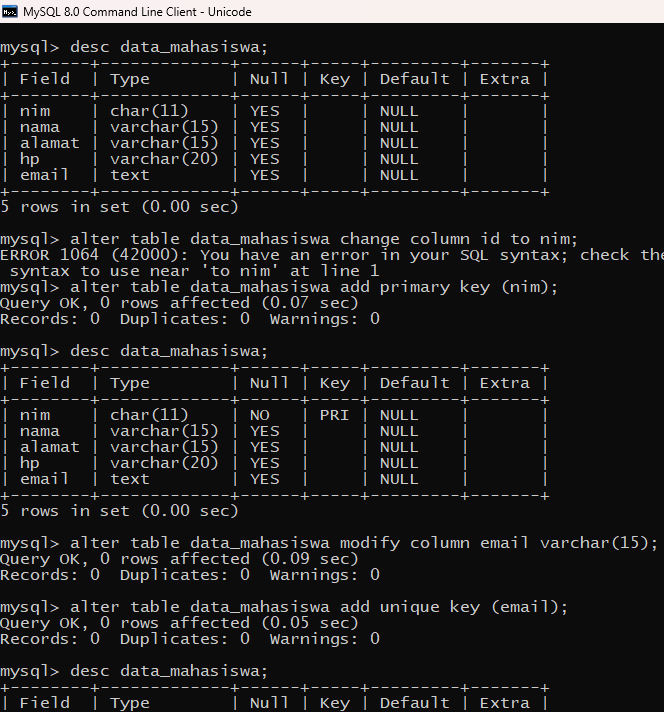 MySQL 8.0 Command Line Client - Unicode
mysql> desc data_mahasiswa;
+--------+-------------+------+-----+---------+-------+
| Field  | Type        | Null | Key | Default | Extra |
+--------+-------------+------+-----+---------+-------+
| nim    | char(11)    | YES  |     | NULL    |       |
| nama   | varchar(15) | YES  |     | NULL    |       |
| alamat | varchar(15) | YES  |     | NULL    |       |
| hp     | varchar(20) | YES  |     | NULL    |       |
| email  | text        | YES  |     | NULL    |       |
+--------+-------------+------+-----+---------+-------+
5 rows in set (0.00 sec)
mysql> alter table data_mahasiswa change column id to nim;
ERROR 1064 (42000): You have an error in your SQL syntax; check the
syntax to use near 'to nim' at line 1
mysql> alter table data_mahasiswa add primary key (nim);
Query OK, 0 rows affected (0.07 sec)
Records: 0  Duplicates: 0  Warnings: 0
mysql> desc data_mahasiswa;
+--------+-------------+------+-----+---------+-------+
| Field  | Type        | Null | Key | Default | Extra |
+--------+-------------+------+-----+---------+-------+
| nim    | char(11)    | NO   | PRI | NULL    |       |
| nama   | varchar(15) | YES  |     | NULL    |       |
| alamat | varchar(15) | YES  |     | NULL    |       |
| hp     | varchar(20) | YES  |     | NULL    |       |
| email  | text        | YES  |     | NULL    |       |
+--------+-------------+------+-----+---------+-------+
5 rows in set (0.00 sec)
mysql> alter table data_mahasiswa modify column email varchar(15);
Query OK, 0 rows affected (0.09 sec)
Records: 0  Duplicates: 0  Warnings: 0
mysql> alter table data_mahasiswa add unique key (email);
Query OK, 0 rows affected (0.05 sec)
Records: 0  Duplicates: 0  Warnings: 0
mysql> desc data_mahasiswa;
+--------+-------------+------+-----+---------+-------+
| Field  | Type        | Null | Key | Default | Extra |